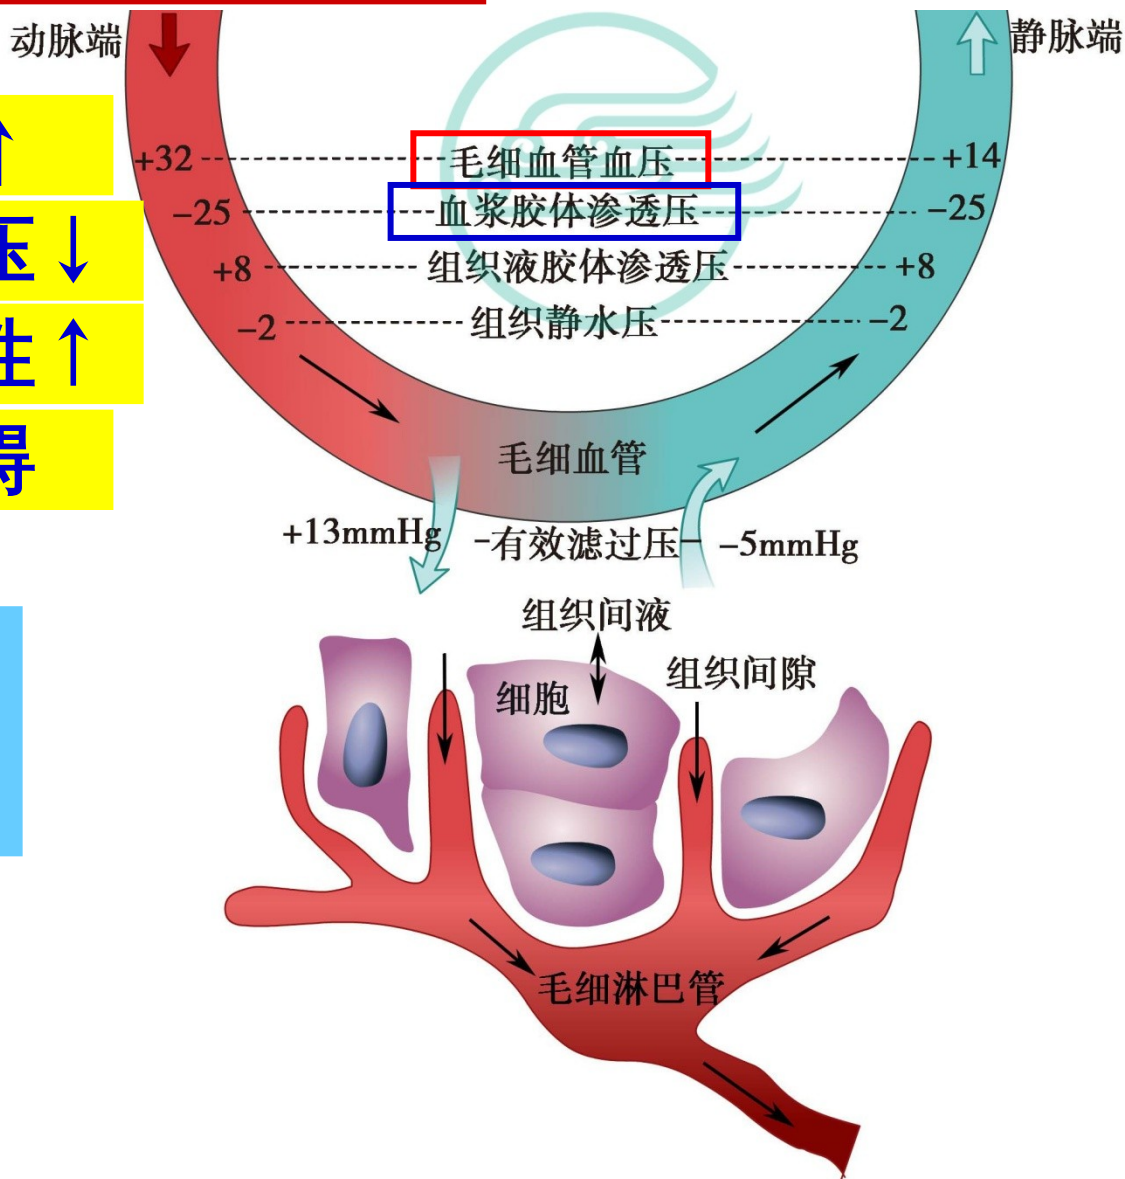 动脉端
静脉端
↑
压↓
性↑
得
+32 毛细血管血压 +14
-25 血浆胶体渗透压 -25
+8 组织液胶体渗透压 +8
-2 组织静水压 -2
毛细血管
+13mmHg 有效滤过压 -5mmHg
组织间液
细胞
组织间隙
毛细淋巴管